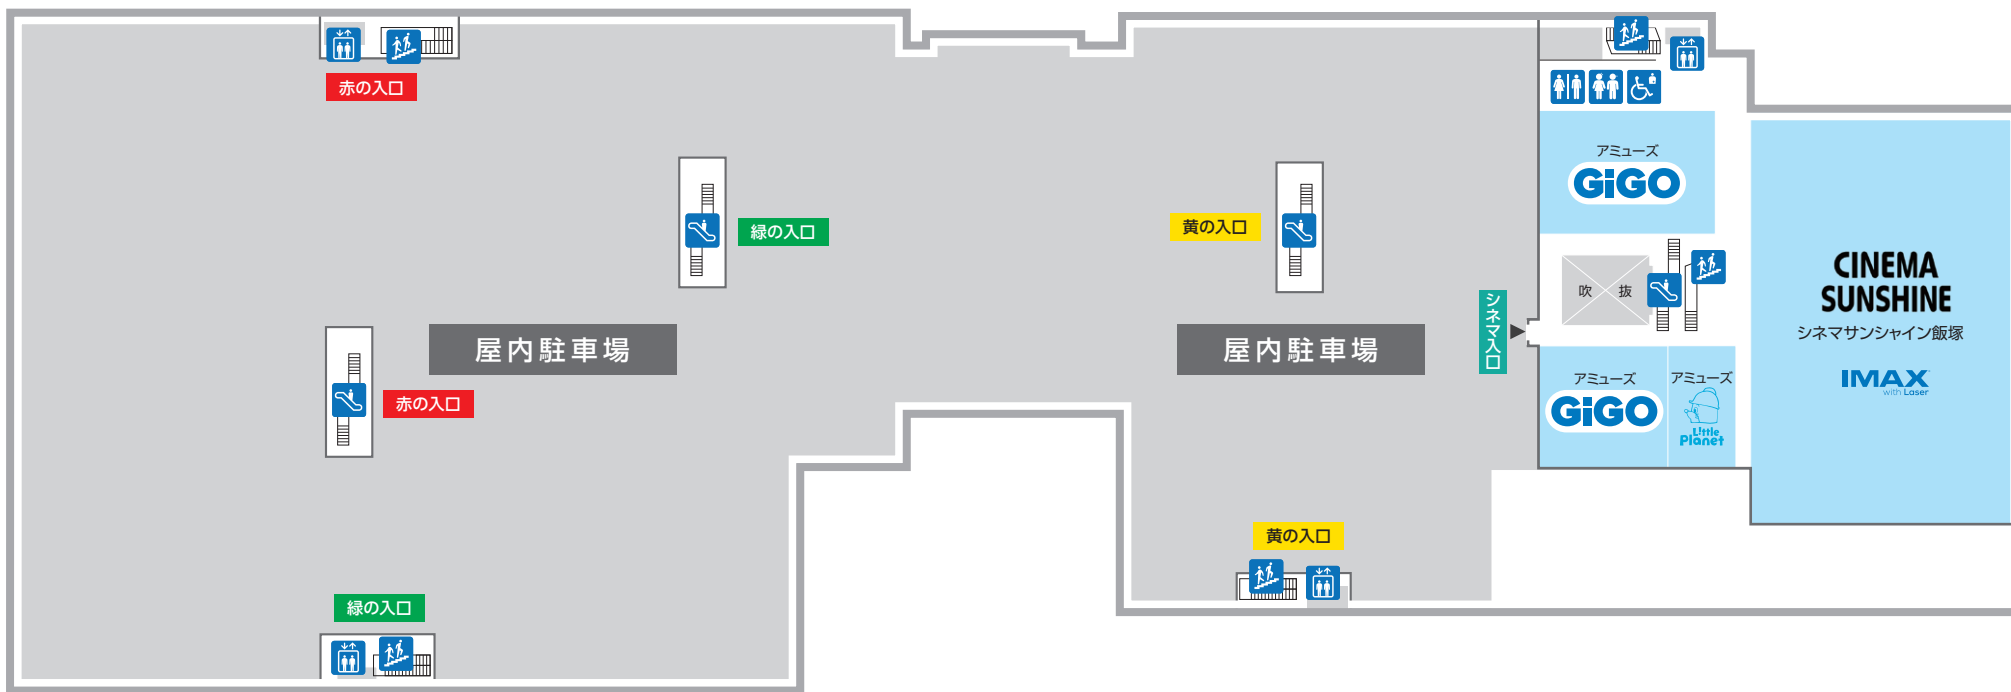 赤の入口
緑の入口
黄の入口
屋内駐車場
赤の入口
緑の入口
屋内駐車場
シネマ入口
黄の入口
アミューズ
GiGO
吹 抜
アミューズ
GiGO
アミューズ
Little
Planet
CINEMA
SUNSHINE
シネマサンシャイン飯塚
IMAX
with Laser